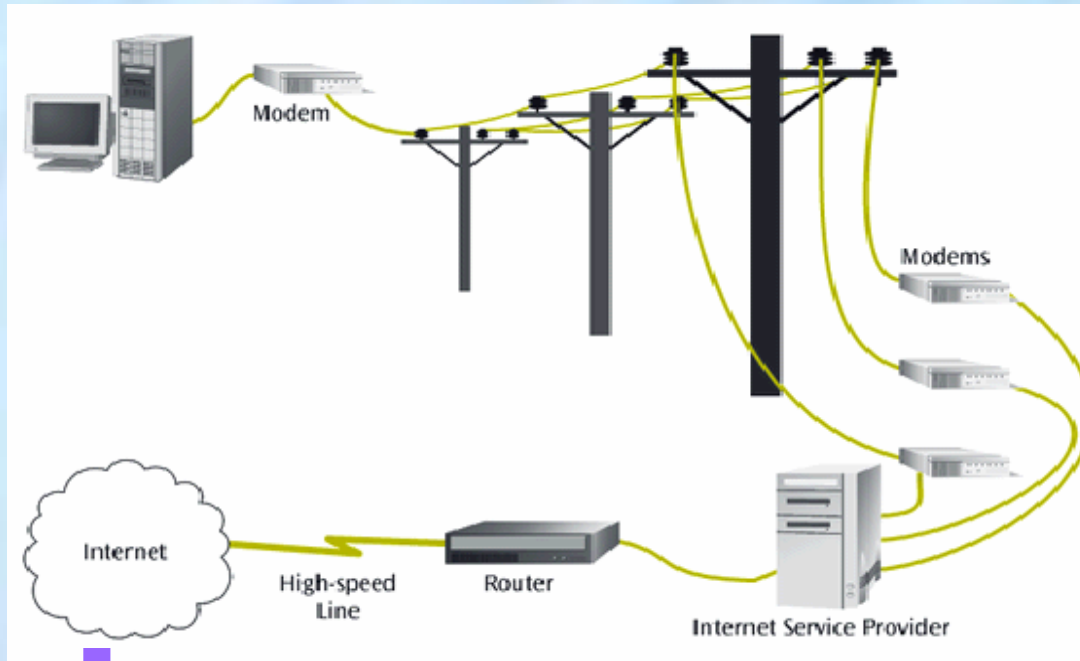 Modem
Modems
Internet
High-speed
Line
Router
Internet Service Provider